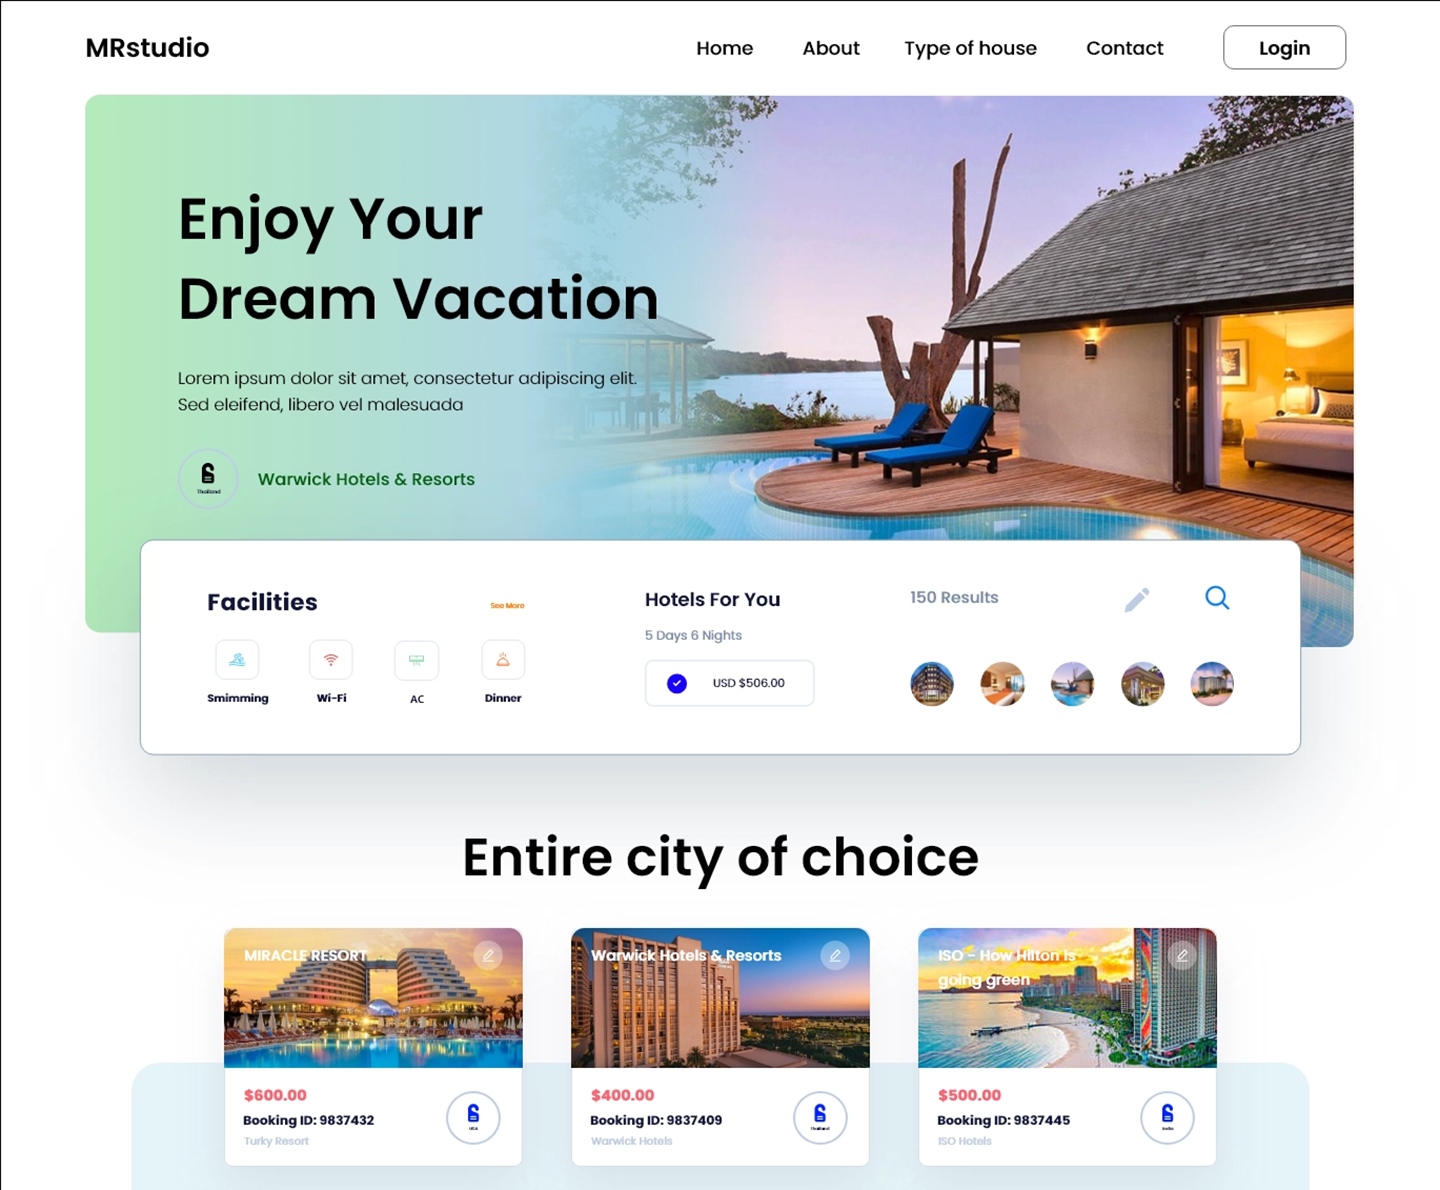 MRstudio
Home
About
Type of house
Contact
Login
Enjoy Your
Dream Vacation
Lorem ipsum dolor sit amet, consectetur adipiscing elit.
Sed eleifend, libero vel malesuada
Thailand
Warwick Hotels & Resorts
Facilities
See More
Smimming
Wi-Fi
AC
Dinner
Hotels For You
5 Days 6 Nights
USD $506.00
150 Results
Entire city of choice
MIRACLE RESORT
Warwick Hotels & Resorts
ISO - How Hilton is
going green
$600.00
Booking ID: 9837432
Turky Resort
$400.00
Booking ID: 9837409
Warwick Hotels
Thailand
$500.00
Booking ID: 9837445
ISO Hotels